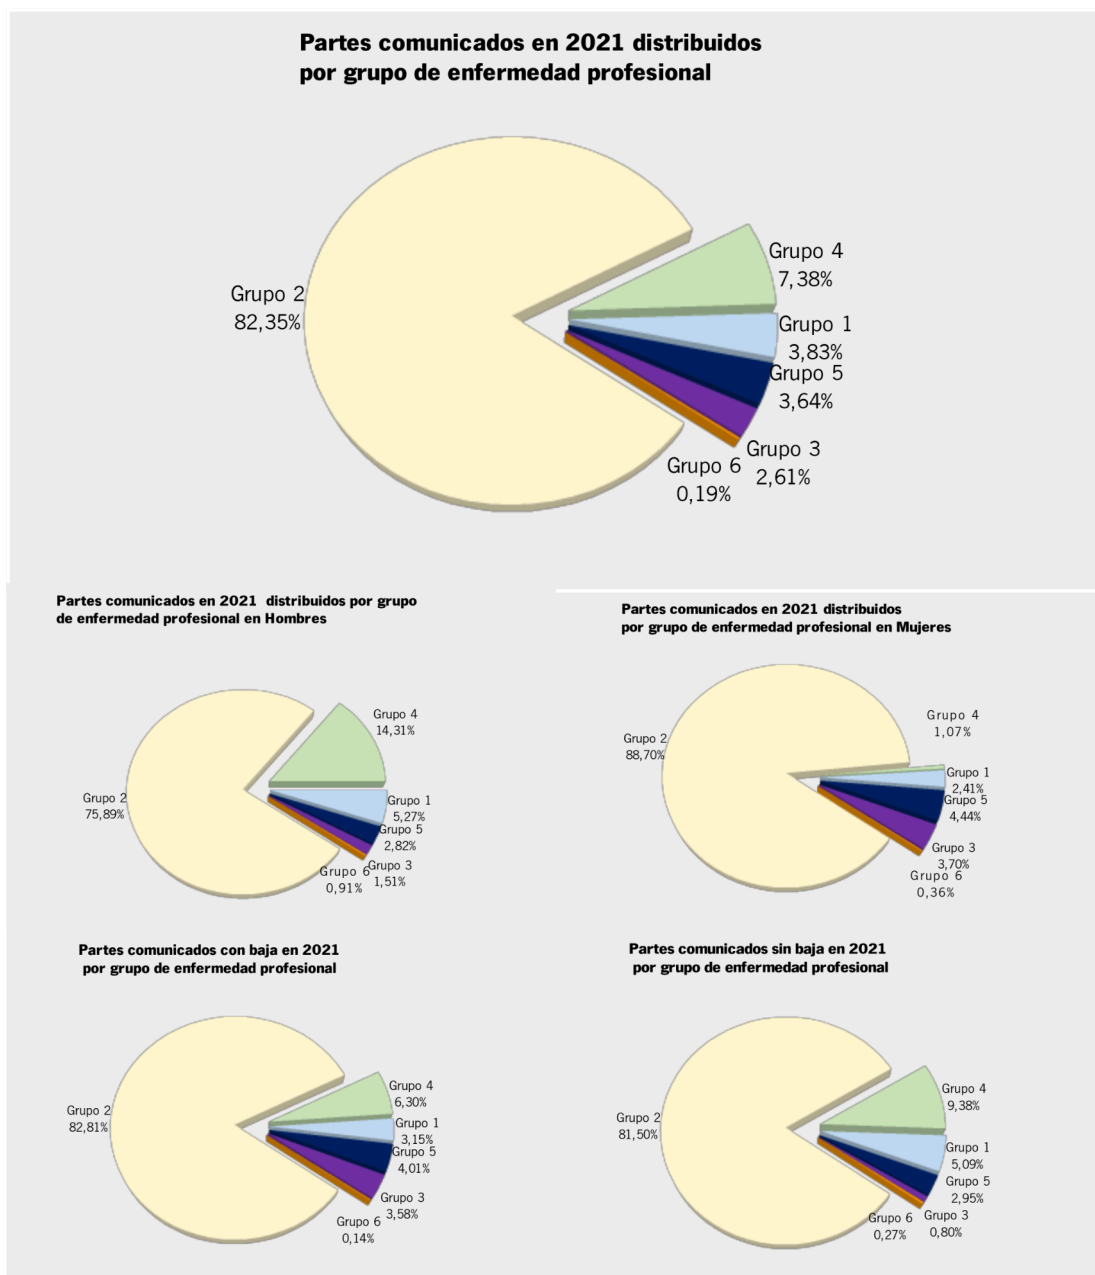 Partes comunicados en 2021 distribuidos
por grupo de enfermedad profesional
Grupo 2
82,35%
Grupo 4
7,38%
Grupo 1
3,83%
Grupo 5
3,64%
Grupo 3
2,61%
Grupo 6
0,19%
Partes comunicados en 2021 distribuidos por grupo
de enfermedad profesional en Hombres
Grupo 4
14,31%
Grupo 2
75,89%
Grupo 1
5,27%
Grupo 5
2,82%
Grupo 3
1,51%
Grupo 6
0,91%
Partes comunicados en 2021 distribuidos
por grupo de enfermedad profesional en Mujeres
Grupo 4
1,07%
Grupo 2
88,70%
Grupo 1
2,41%
Grupo 5
4,44%
Grupo 3
3,70%
Grupo 6
0,36%
Partes comunicados con baja en 2021
por grupo de enfermedad profesional
Grupo 4
6,30%
Grupo 2
82,81%
Grupo 1
3,15%
Grupo 5
4,01%
Grupo 3
3,58%
Grupo 6
0,14%
Partes comunicados sin baja en 2021
por grupo de enfermedad profesional
Grupo 4
9,38%
Grupo 2
81,50%
Grupo 1
5,09%
Grupo 5
2,95%
Grupo 3
0,80%
Grupo 6
0,27%